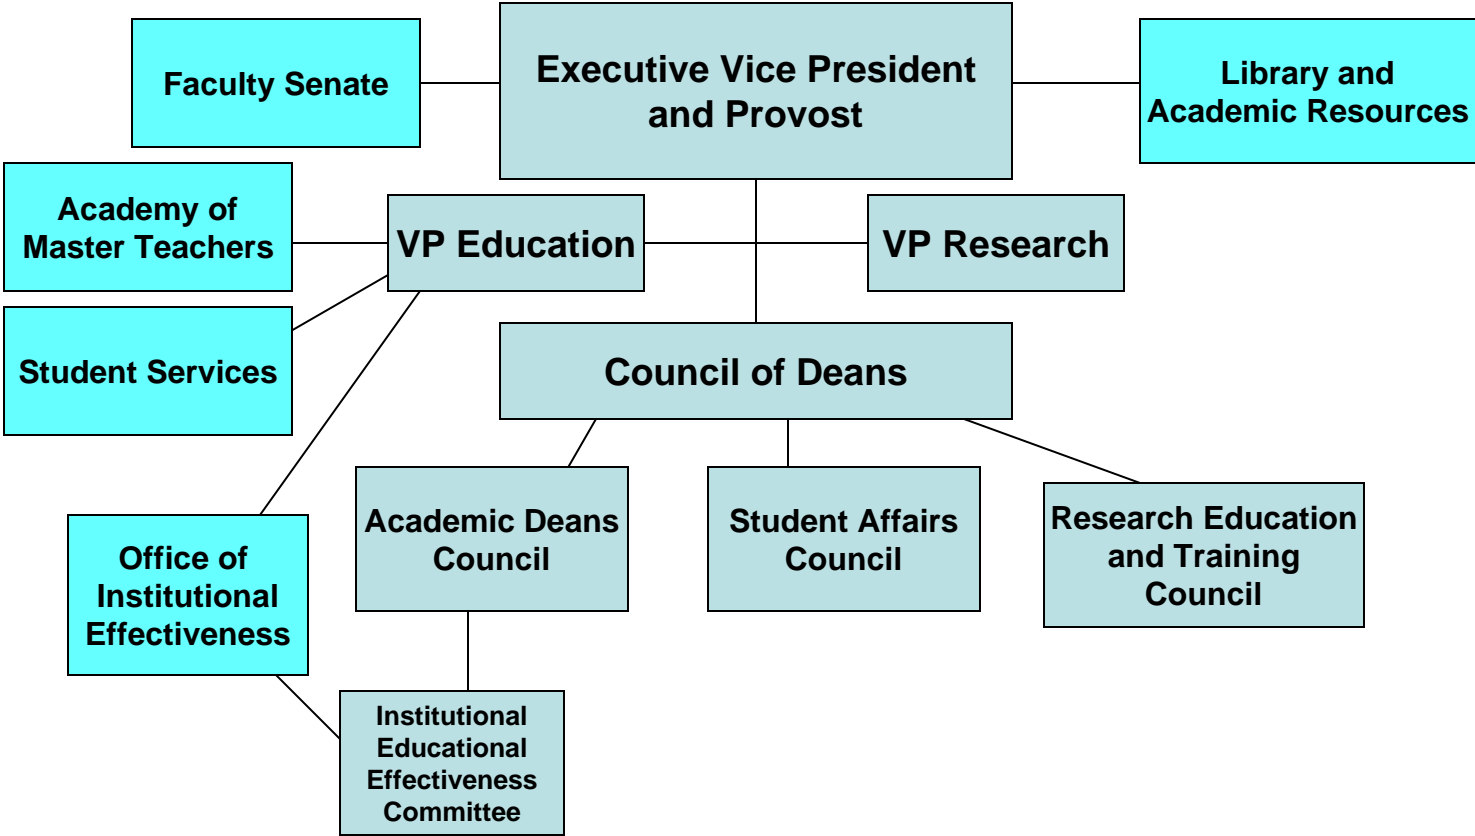 Faculty Senate
Executive Vice President
and Provost
Library and
Academic Resources
Academy of
Master Teachers
VP Education
VP Research
Student Services
Council of Deans
Academic Deans
Council
Student Affairs
Council
Research Education
and Training
Council
Office of
Institutional
Effectiveness
Institutional
Educational
Effectiveness
Committee